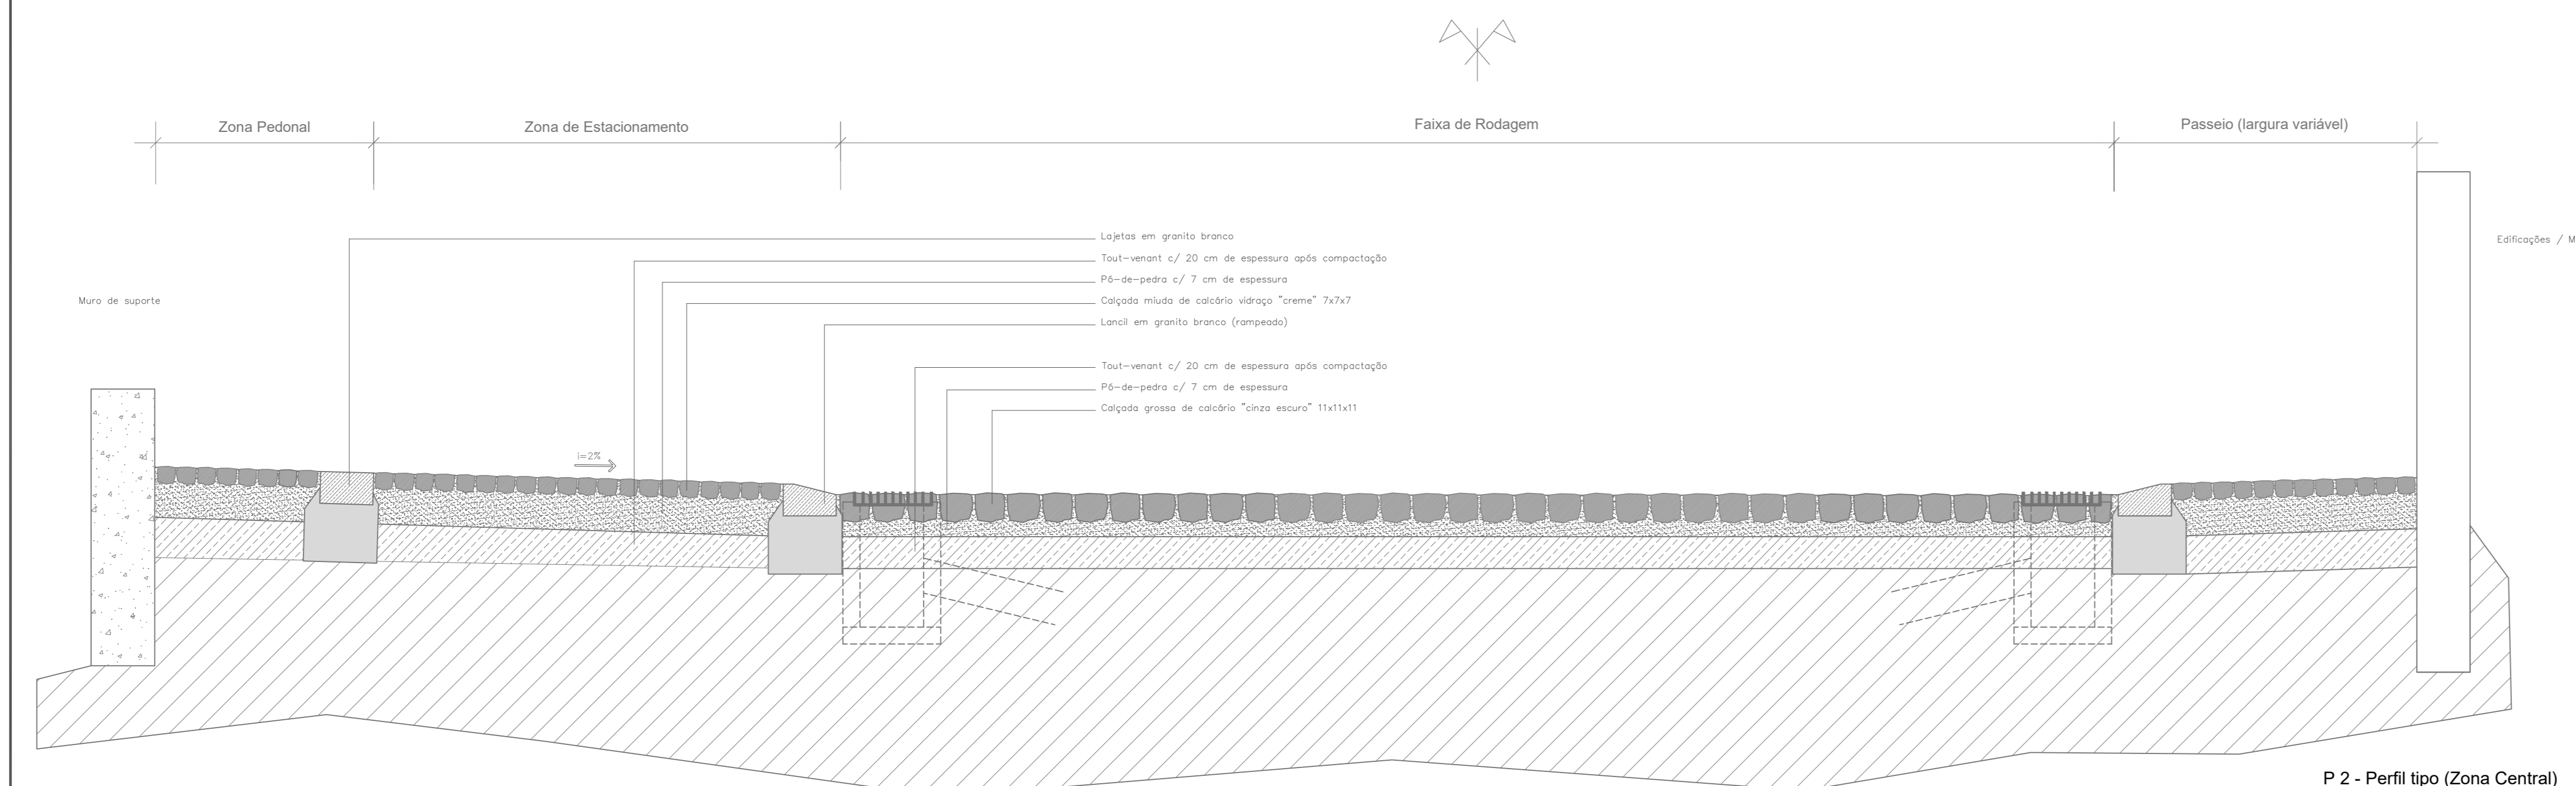 Zona Pedonal
Zona de Estacionamento
Faixa de Rodagem
Passeio (largura variável)
Lajetas em granito branco
Tout-venant c/ 20 cm de espessura após compactação
Pó-de-pedra c/ 7 cm de espessura
Calçada miuda de calcário vidraço "creme" 7x7x7
Lancil em granito branco (rampeado)
Tout-venant c/ 20 cm de espessura após compactação
Pó-de-pedra c/ 7 cm de espessura
Calçada grossa de calcário "cinza escuro" 11x11x11
Edificações / M
Muro de suporte
i=2%
P 2 - Perfil tipo (Zona Central)